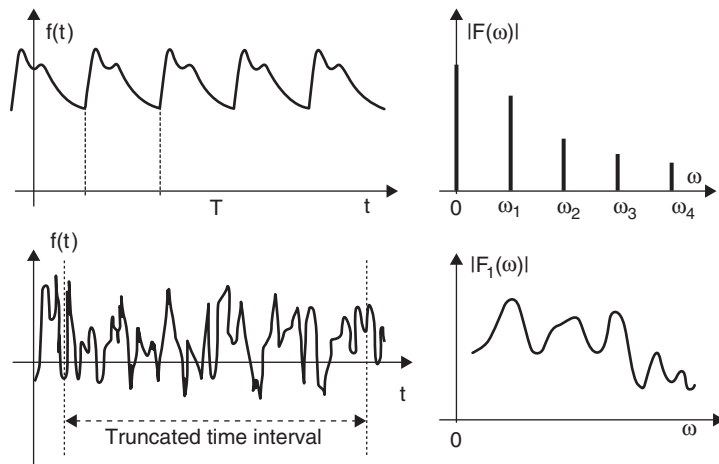 f(t)
|F(ω)|
T
t
0
ω1
ω2
ω3
ω4
ω
f(t)
t
Truncated time interval
|F1(ω)|
0
ω